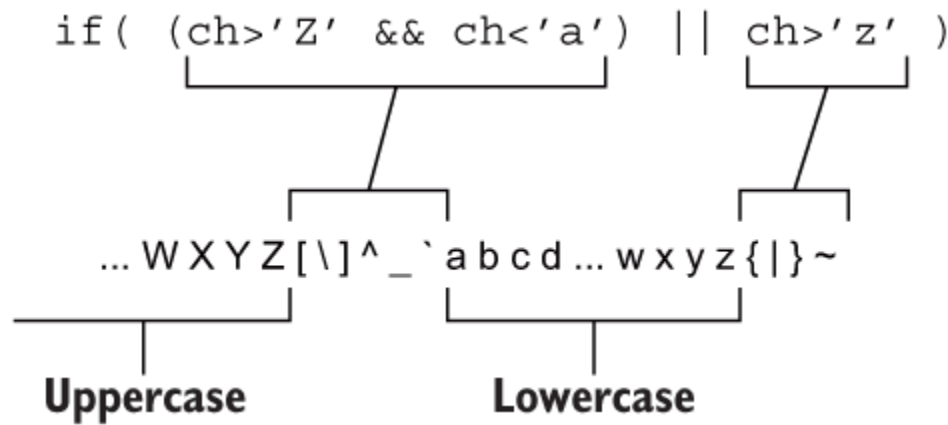 if( (ch>'Z' && ch<'a') || ch>'z' )
... W X Y Z [ \ ] ^ _ ` a b c d ... w x y z { | } ~
Uppercase Lowercase